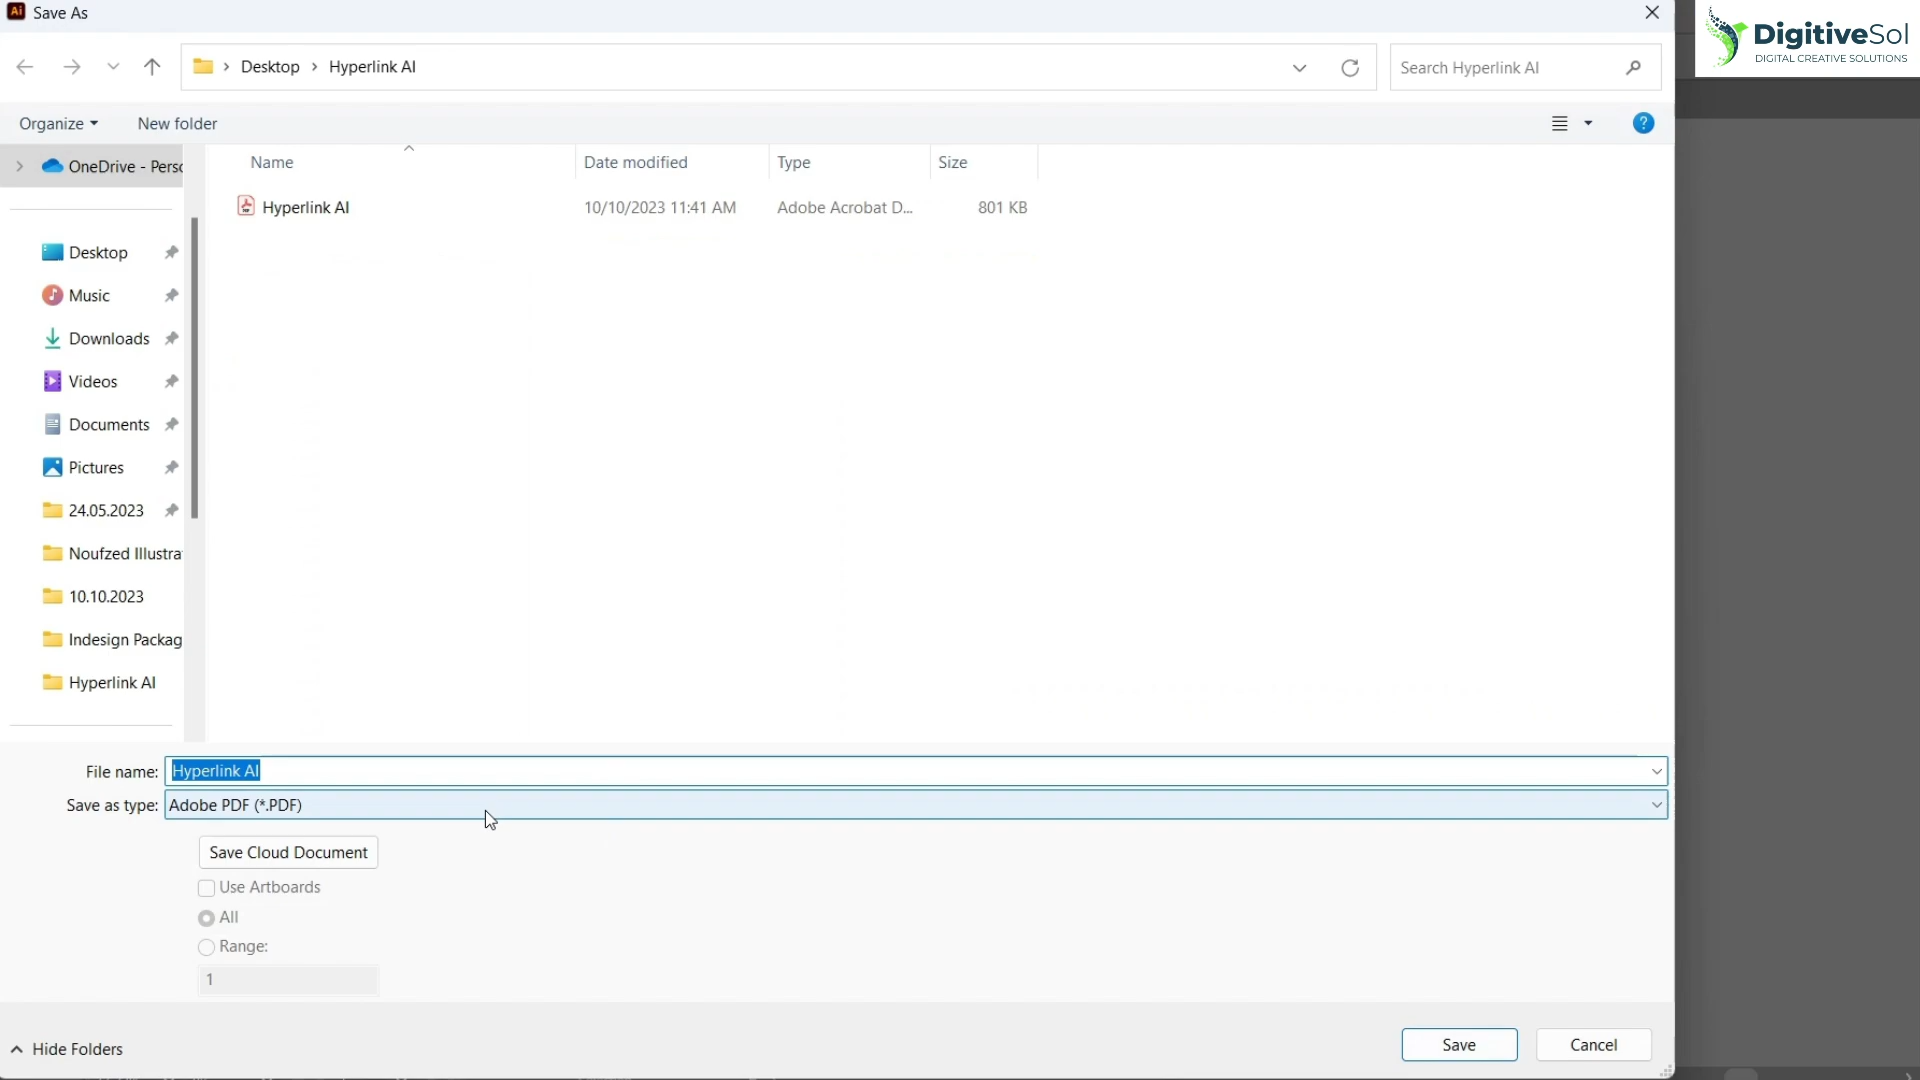 Ai Save As
DigitiveSol
DIGITAL CREATIVE SOLUTIONS
Desktop Hyperlink AI
Search Hyperlink AI
Organize New folder
?
OneDrive - Perso
Name Date modified Type Size
Hyperlink AI 10/10/2023 11:41 AM Adobe Acrobat D... 801 KB
Desktop
Music
Downloads
Videos
Documents
Pictures
24.05.2023
Noufzed Illustra
10.10.2023
Indesign Packag
Hyperlink AI
File name: Hyperlink AI
Save as type: Adobe PDF (*.PDF)
Save Cloud Document
Use Artboards
All
Range:
1
Hide Folders
Save Cancel